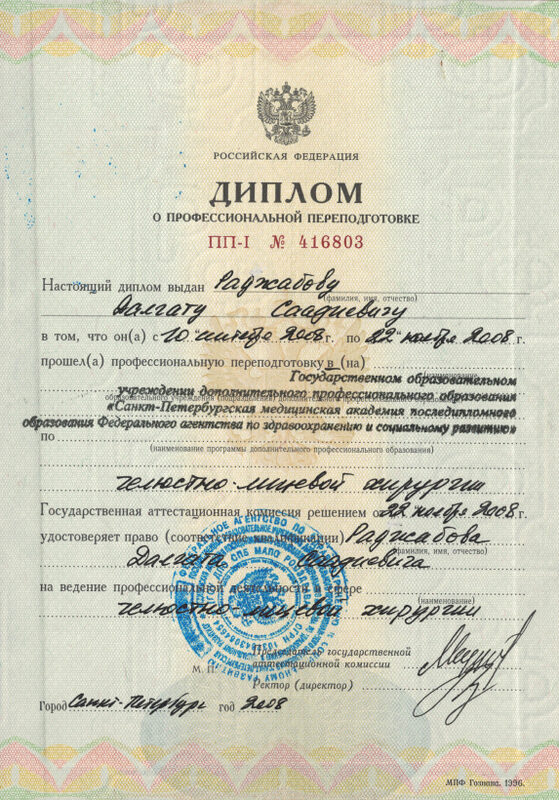 РОССИЙСКАЯ ФЕДЕРАЦИЯ
ДИПЛОМ
О ПРОФЕССИОНАЛЬНОЙ ПЕРЕПОДГОТОВКЕ
ПП-I № 416803
Настоящий диплом выдан Раджабову
(фамилия, имя, отчество)
Далгату Саадиевичу
в том, что он(а) с „10“ 2008 г. по „22“ ноября 2008 г.
прошел(а) профессиональную переподготовку в (на)
(наименование
Государственном образовательном
учреждении дополнительного профессионального образования
образовательного учреждения (подразделения) дополнительного профессионального образования)
«Санкт-Петербургская медицинская академия последипломного
образования Федерального агентства по здравоохранению и социальному развитию»
по
(наименование программы дополнительного профессионального образования)
челюстно-лицевой хирургии
Государственная аттестационная комиссия решением от „22“ ноября 2008 г.
удостоверяет право (соответствие квалификации) Раджабова
(фамилия, имя, отчество)
Далгата Саадиевича
на ведение профессиональной деятельности в сфере
(наименование)
челюстно-лицевой хирургии
Председатель государственной
аттестационной комиссии
М. П.
Ректор (директор)
Город Санкт-Петербург год 2008
МПФ Гознака. 1996.